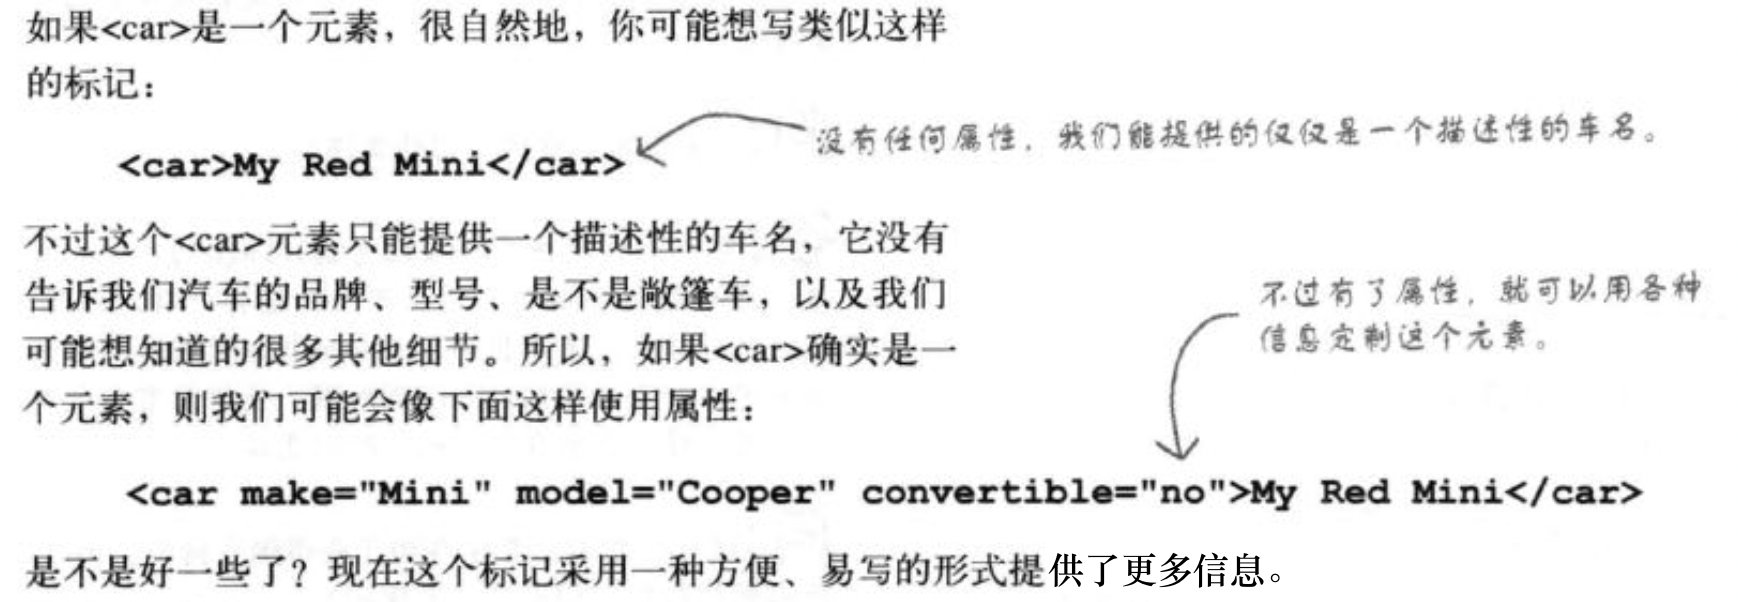 如果<car>是一个元素，很自然地，你可能想写类似这样
的标记：
没有任何属性，我们能提供的仅仅是一个描述性的车名。
<car>My Red Mini</car>
不过这个<car>元素只能提供一个描述性的车名，它没有
告诉我们汽车的品牌、型号、是不是敞篷车，以及我们
可能想知道的很多其他细节。所以，如果<car>确实是一
个元素，则我们可能会像下面这样使用属性：
不过有了属性，就可以用各种
信息定制这个元素。
<car make="Mini" model="Cooper" convertible="no">My Red Mini</car>
是不是好一些了？现在这个标记采用一种方便、易写的形式提供了更多信息。